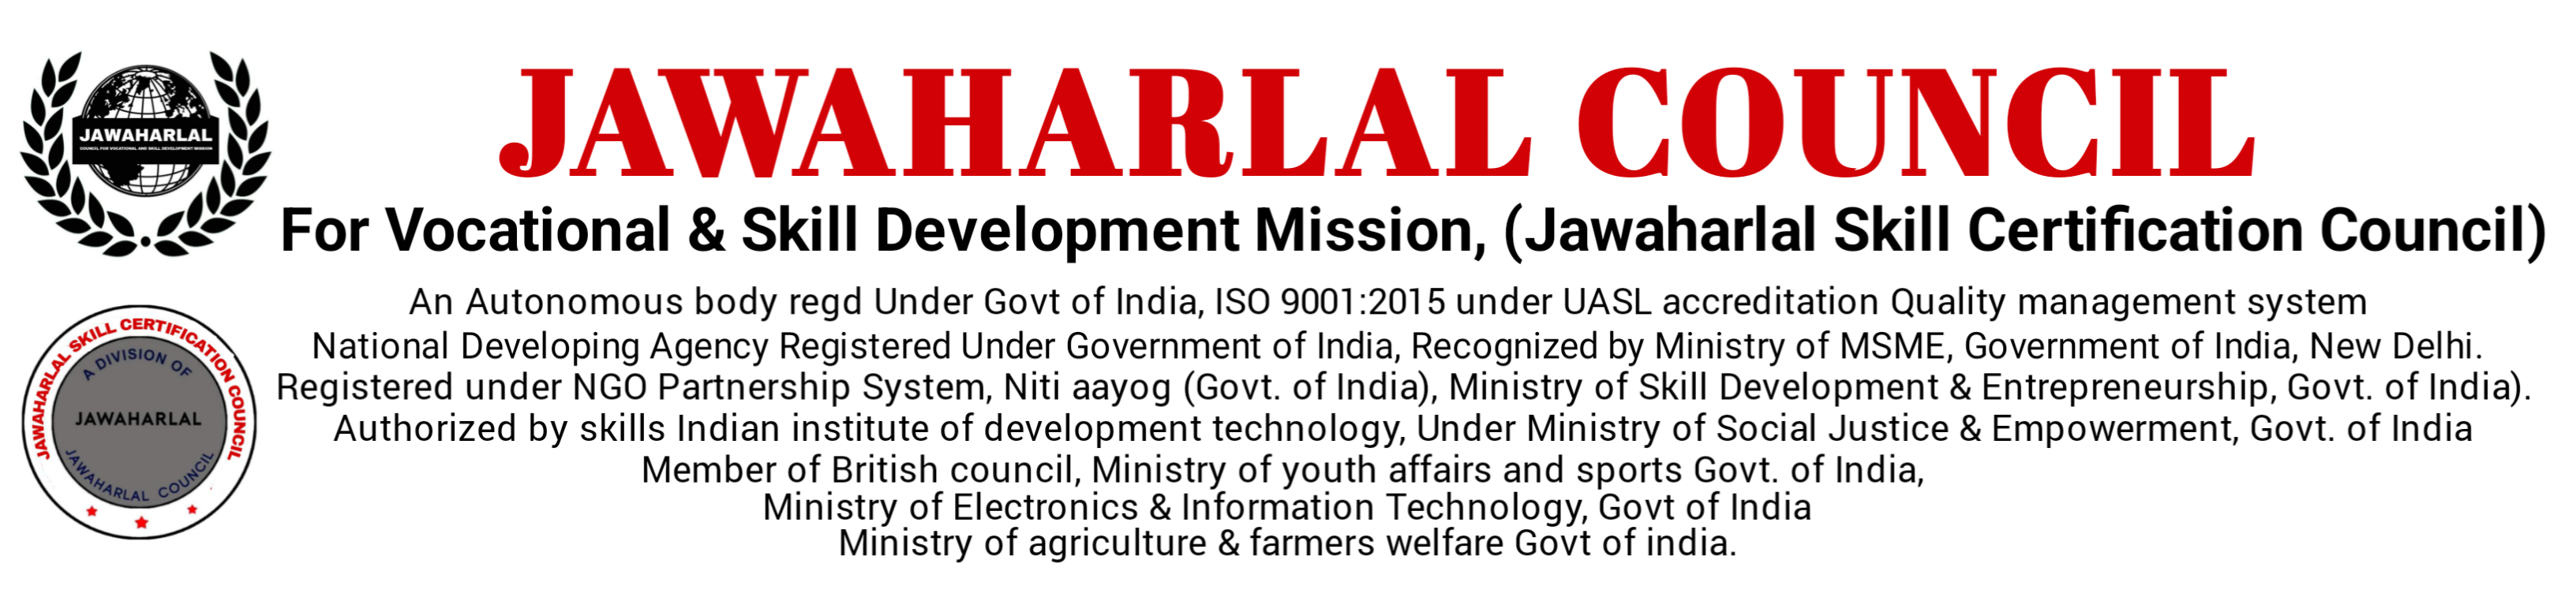 JAWAHARLAL COUNCIL
For Vocational & Skill Development Mission, (Jawaharlal Skill Certification Council)
An Autonomous body regd Under Govt of India, ISO 9001:2015 under UASL accreditation Quality management system
National Developing Agency Registered Under Government of India, Recognized by Ministry of MSME, Government of India, New Delhi.
Registered under NGO Partnership System, Niti aayog (Govt. of India), Ministry of Skill Development & Entrepreneurship, Govt. of India).
Authorized by skills Indian institute of development technology, Under Ministry of Social Justice & Empowerment, Govt. of India
Member of British council, Ministry of youth affairs and sports Govt. of India,
Ministry of Electronics & Information Technology, Govt of India
Ministry of agriculture & farmers welfare Govt of india.
JAWAHARLAL
COUNCIL FOR VOCATIONAL AND SKILL DEVELOPMENT MISSION
JAWAHARLAL SKILL CERTIFICATION COUNCIL
A DIVISION OF
JAWAHARLAL
JAWAHARLAL COUNCIL